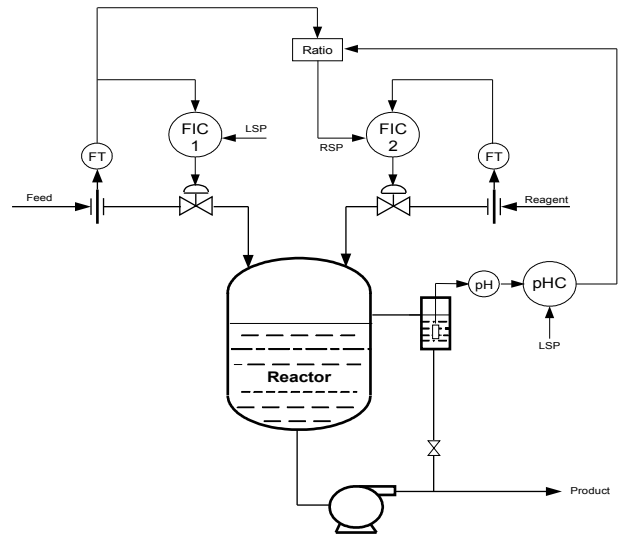 Ratio
FIC
1
LSP
RSP
FIC
2
FT
FT
Feed
Reagent
pH
pHC
LSP
Reactor
Product